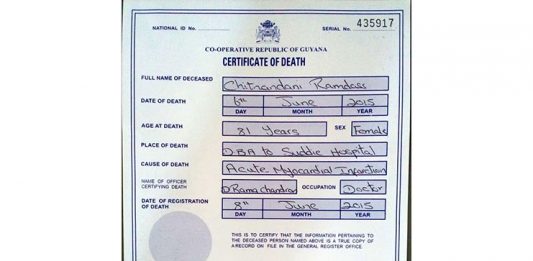 NATIONAL ID No. SERIAL No. 435917
CO-OPERATIVE REPUBLIC OF GUYANA
CERTIFICATE OF DEATH
FULL NAME OF DECEASED Chitnandani Ramdass
DATE OF DEATH 6th June 2015
DAY MONTH YEAR
AGE AT DEATH 81 Years SEX Female
PLACE OF DEATH D.B.A to Suddie Hospital
CAUSE OF DEATH Acute Myocardial Infarction
NAME OF OFFICER
CERTIFYING DEATH D Ramachandran OCCUPATION Doctor
DATE OF REGISTRATION
OF DEATH 8th June 2015
DAY MONTH YEAR
THIS IS TO CERTIFY THAT THE INFORMATION PERTAINING TO
THE DECEASED PERSON NAMED ABOVE IS A TRUE COPY OF
A RECORD ON FILE IN THE GENERAL REGISTER OFFICE.